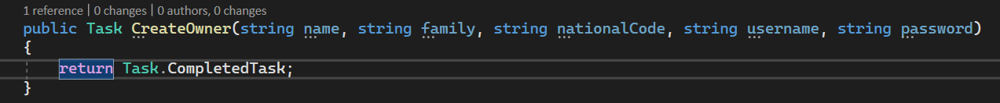 1 reference | 0 changes | 0 authors, 0 changes
public Task CreateOwner(string name, string family, string nationalCode, string username, string password)
{
return Task.CompletedTask;
}